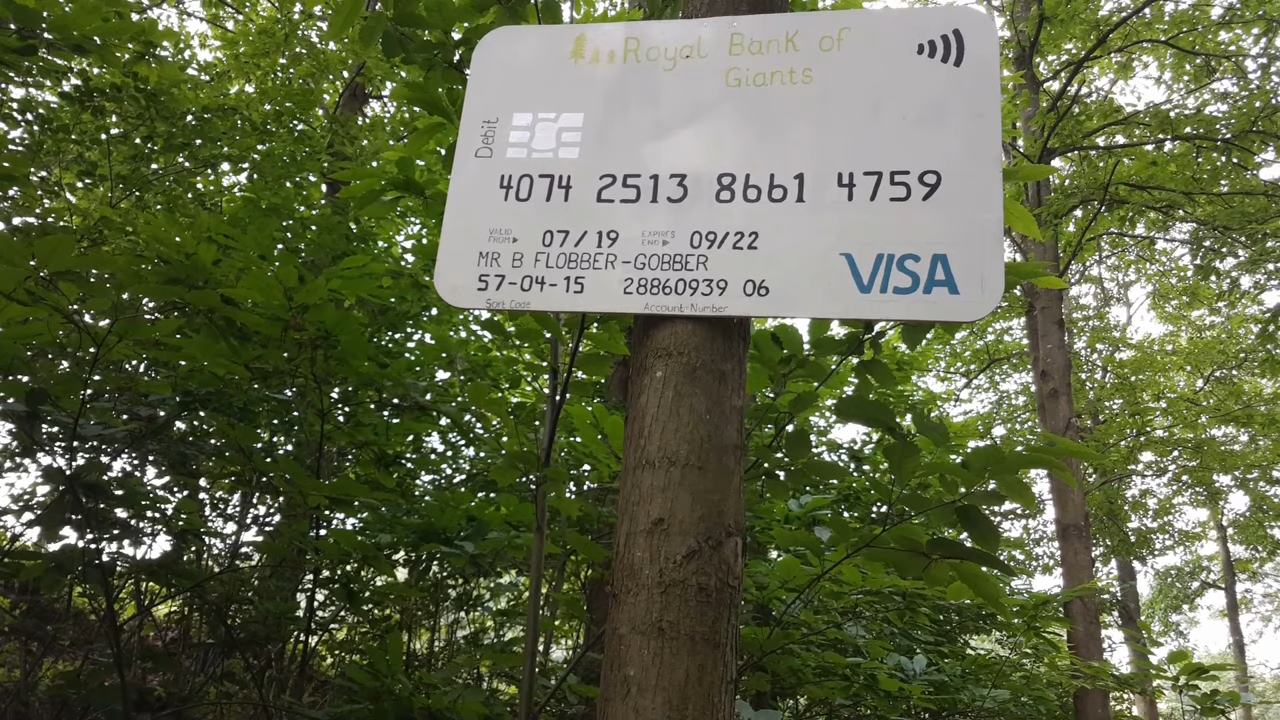 Royal Bank of
Giants
Debit
4074 2513 8661 4759
VALID FROM 07/19 EXPIRES END 09/22
MR B FLOBBER-GOBBER
VISA
57-04-15 28860939 06
Sort Code Account Number